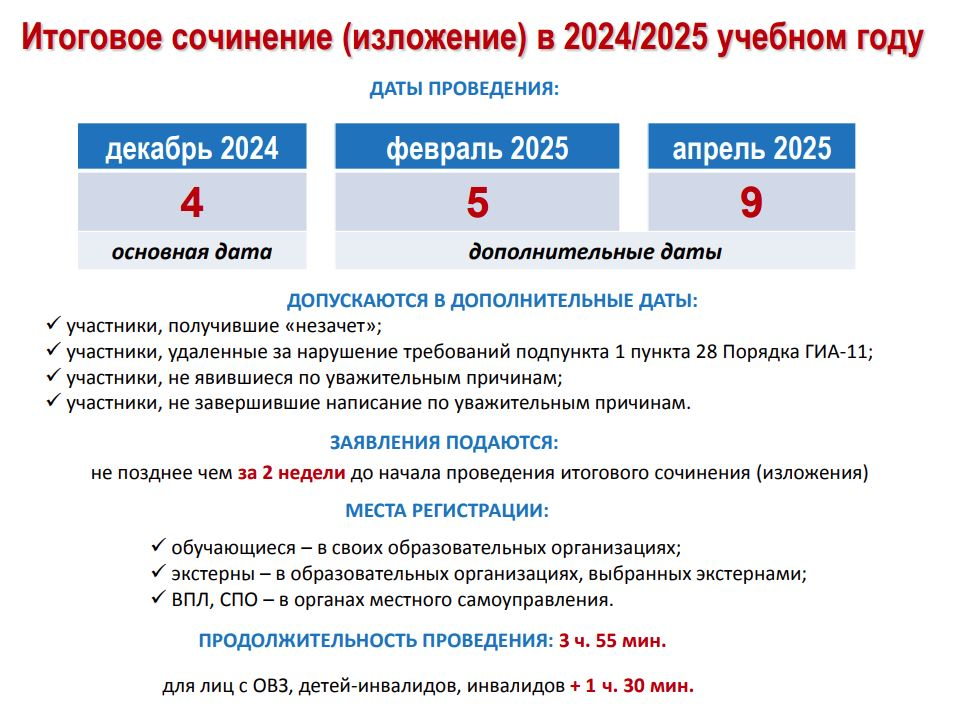 Итоговое сочинение (изложение) в 2024/2025 учебном году
ДАТЫ ПРОВЕДЕНИЯ:
декабрь 2024 февраль 2025 апрель 2025
4 5 9
основная дата дополнительные даты
ДОПУСКАЮТСЯ В ДОПОЛНИТЕЛЬНЫЕ ДАТЫ:
✓ участники, получившие «незачет»;
✓ участники, удаленные за нарушение требований подпункта 1 пункта 28 Порядка ГИА-11;
✓ участники, не явившиеся по уважительным причинам;
✓ участники, не завершившие написание по уважительным причинам.
ЗАЯВЛЕНИЯ ПОДАЮТСЯ:
не позднее чем за 2 недели до начала проведения итогового сочинения (изложения)
МЕСТА РЕГИСТРАЦИИ:
✓ обучающиеся – в своих образовательных организациях;
✓ экстерны – в образовательных организациях, выбранных экстернами;
✓ ВПЛ, СПО – в органах местного самоуправления.
ПРОДОЛЖИТЕЛЬНОСТЬ ПРОВЕДЕНИЯ: 3 ч. 55 мин.
для лиц с ОВЗ, детей-инвалидов, инвалидов + 1 ч. 30 мин.